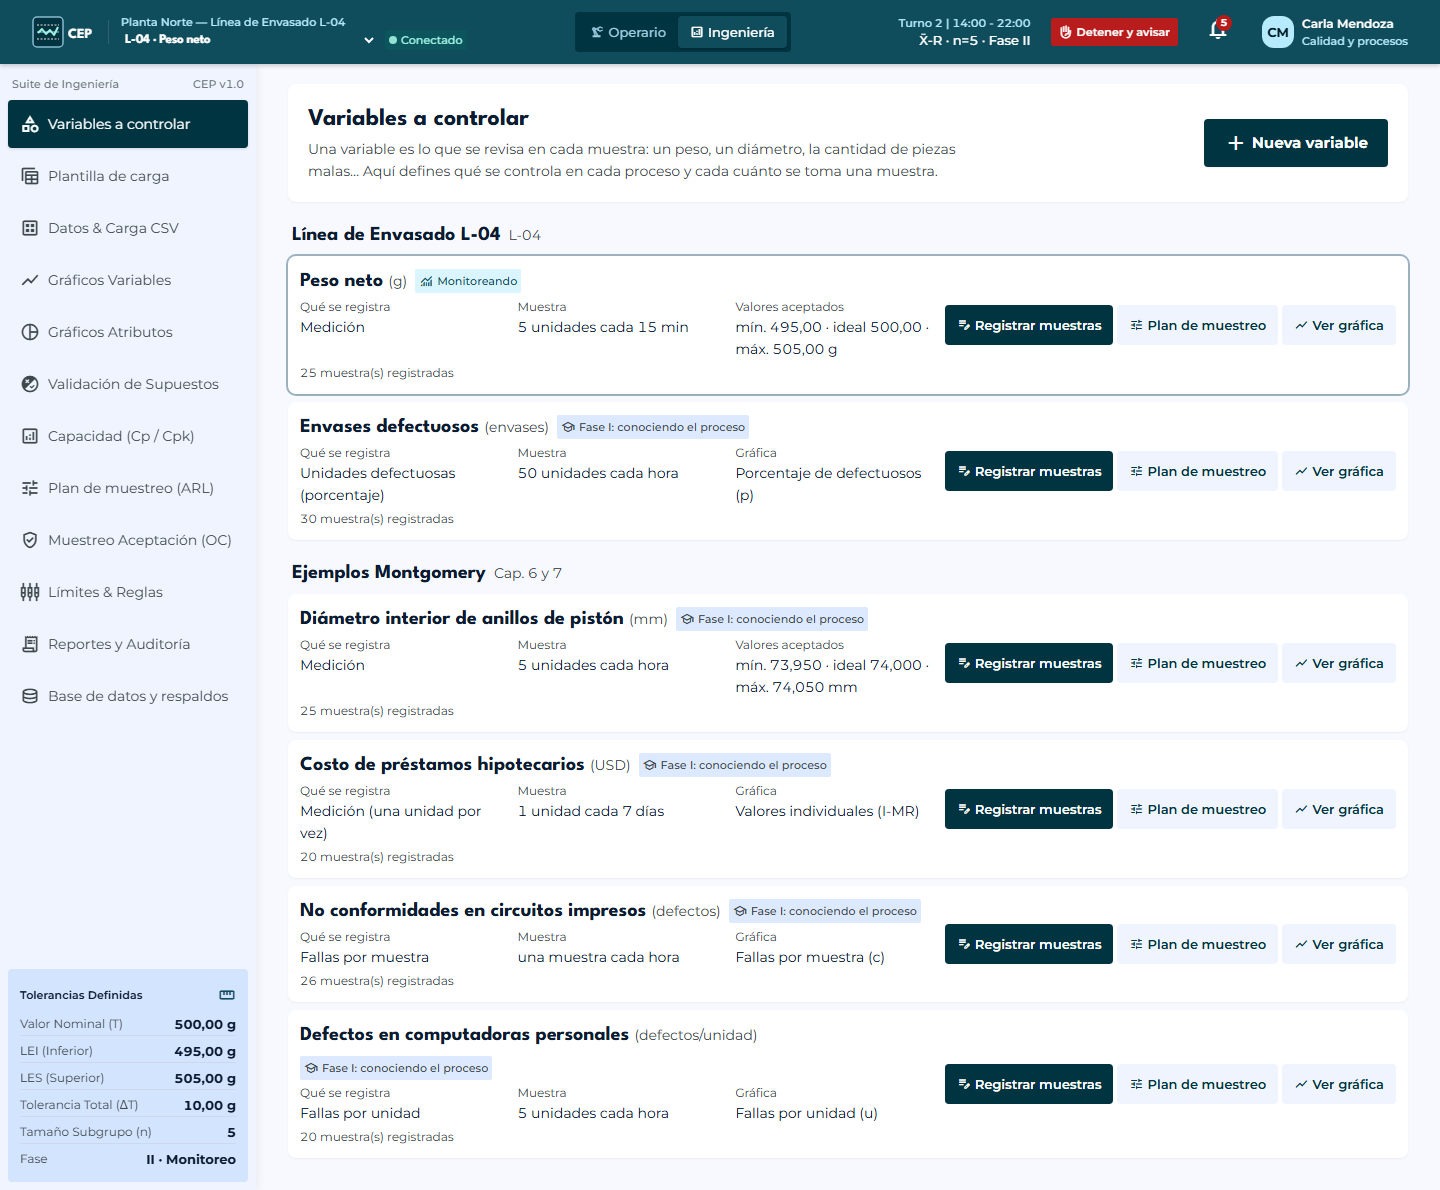 CEP
Planta Norte — Línea de Envasado L-04
L-04 · Peso neto
Conectado
Operario
Ingeniería
Turno 2 | 14:00 - 22:00
X̄-R · n=5 · Fase II
Detener y avisar
5
CM
Carla Mendoza
Calidad y procesos
Suite de Ingeniería
CEP v1.0
Variables a controlar
Plantilla de carga
Datos & Carga CSV
Gráficos Variables
Gráficos Atributos
Validación de Supuestos
Capacidad (Cp / Cpk)
Plan de muestreo (ARL)
Muestreo Aceptación (OC)
Límites & Reglas
Reportes y Auditoría
Base de datos y respaldos
Tolerancias Definidas
Valor Nominal (T) 500,00 g
LEI (Inferior) 495,00 g
LES (Superior) 505,00 g
Tolerancia Total (ΔT) 10,00 g
Tamaño Subgrupo (n) 5
Fase II · Monitoreo
Variables a controlar
Una variable es lo que se revisa en cada muestra: un peso, un diámetro, la cantidad de piezas
malas... Aquí defines qué se controla en cada proceso y cada cuánto se toma una muestra.
Nueva variable
Línea de Envasado L-04 L-04
Peso neto (g) Monitoreando
Qué se registra Muestra Valores aceptados
Medición 5 unidades cada 15 min mín. 495,00 · ideal 500,00 ·
máx. 505,00 g
25 muestra(s) registradas
Registrar muestras Plan de muestreo Ver gráfica
Envases defectuosos (envases) Fase I: conociendo el proceso
Qué se registra Muestra Gráfica
Unidades defectuosas 50 unidades cada hora Porcentaje de defectuosos
(porcentaje) (p)
30 muestra(s) registradas
Registrar muestras Plan de muestreo Ver gráfica
Ejemplos Montgomery Cap. 6 y 7
Diámetro interior de anillos de pistón (mm) Fase I: conociendo el proceso
Qué se registra Muestra Valores aceptados
Medición 5 unidades cada hora mín. 73,950 · ideal 74,000 ·
máx. 74,050 mm
25 muestra(s) registradas
Registrar muestras Plan de muestreo Ver gráfica
Costo de préstamos hipotecarios (USD) Fase I: conociendo el proceso
Qué se registra Muestra Gráfica
Medición (una unidad por 1 unidad cada 7 días Valores individuales (I-MR)
vez)
20 muestra(s) registradas
Registrar muestras Plan de muestreo Ver gráfica
No conformidades en circuitos impresos (defectos) Fase I: conociendo el proceso
Qué se registra Muestra Gráfica
Fallas por muestra una muestra cada hora Fallas por muestra (c)
26 muestra(s) registradas
Registrar muestras Plan de muestreo Ver gráfica
Defectos en computadoras personales (defectos/unidad)
Fase I: conociendo el proceso
Qué se registra Muestra Gráfica
Fallas por unidad 5 unidades cada hora Fallas por unidad (u)
20 muestra(s) registradas
Registrar muestras Plan de muestreo Ver gráfica